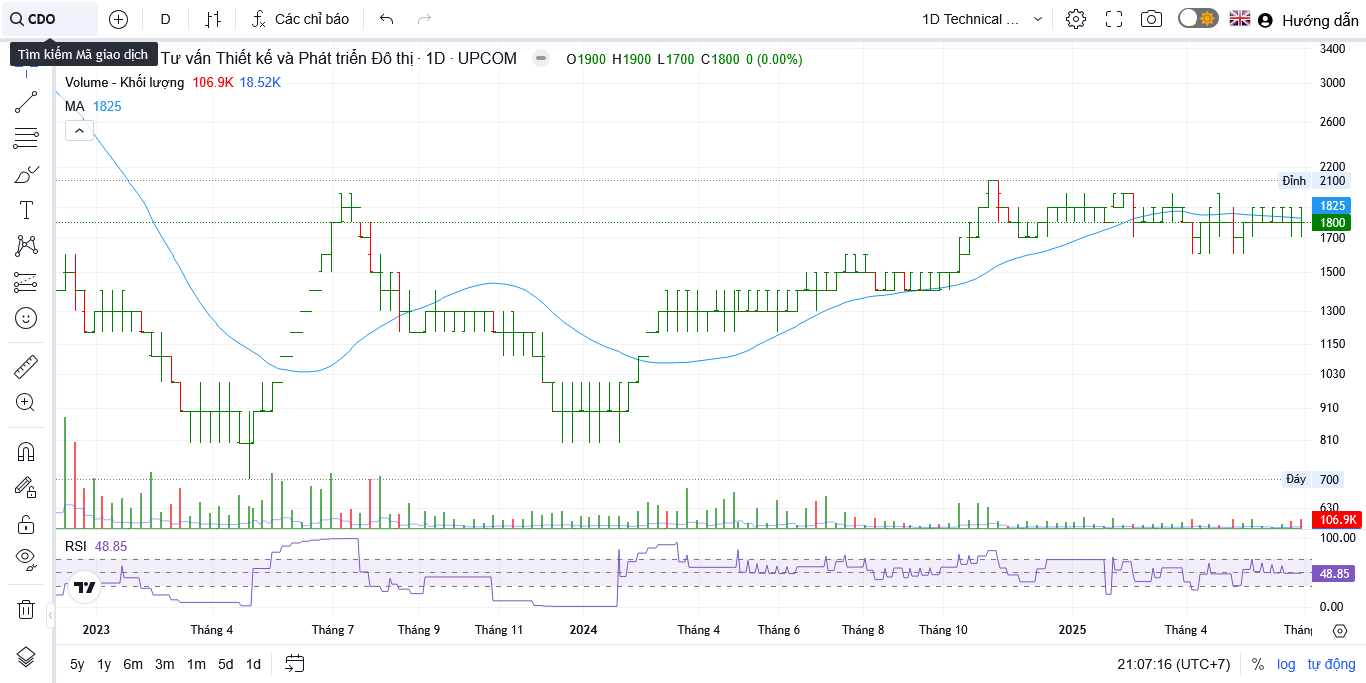 CDO
D
Các chỉ báo
1D Technical ...
Hướng dẫn
Tìm kiếm Mã giao dịch
Tư vấn Thiết kế và Phát triển Đô thị · 1D · UPCOM
O1900 H1900 L1700 C1800 0 (0.00%)
Volume - Khối lượng 106.9K 18.52K
MA 1825
3400
3000
2600
2200
Đỉnh 2100
1825
1800
1700
1500
1300
1150
1030
910
810
Đáy 700
630
106.9K
RSI 48.85
100.00
48.85
0.00
2023 Tháng 4 Tháng 7 Tháng 9 Tháng 11 2024 Tháng 4 Tháng 6 Tháng 8 Tháng 10 2025 Tháng 4 Thán
5y 1y 6m 3m 1m 5d 1d
21:07:16 (UTC+7) % log tự động